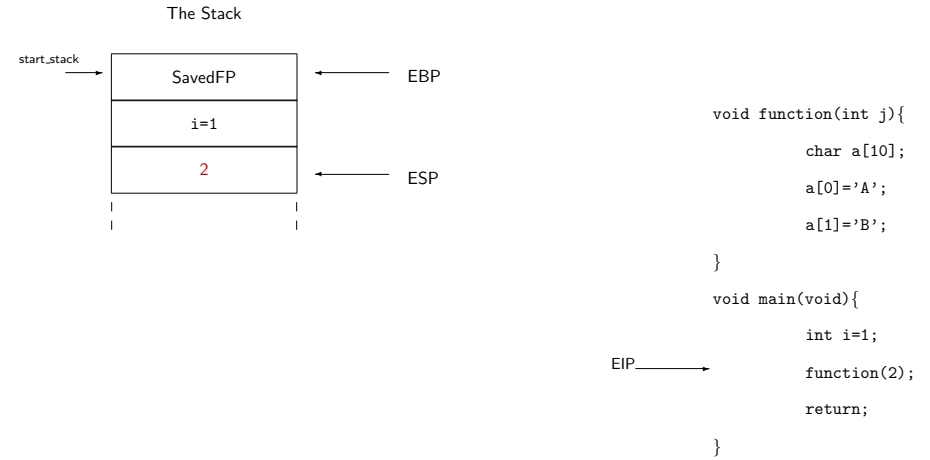 The Stack
start_stack
SavedFP
EBP
i=1
2
ESP
void function(int j){
char a[10];
a[0]='A';
a[1]='B';
}
void main(void){
int i=1;
EIP
function(2);
return;
}